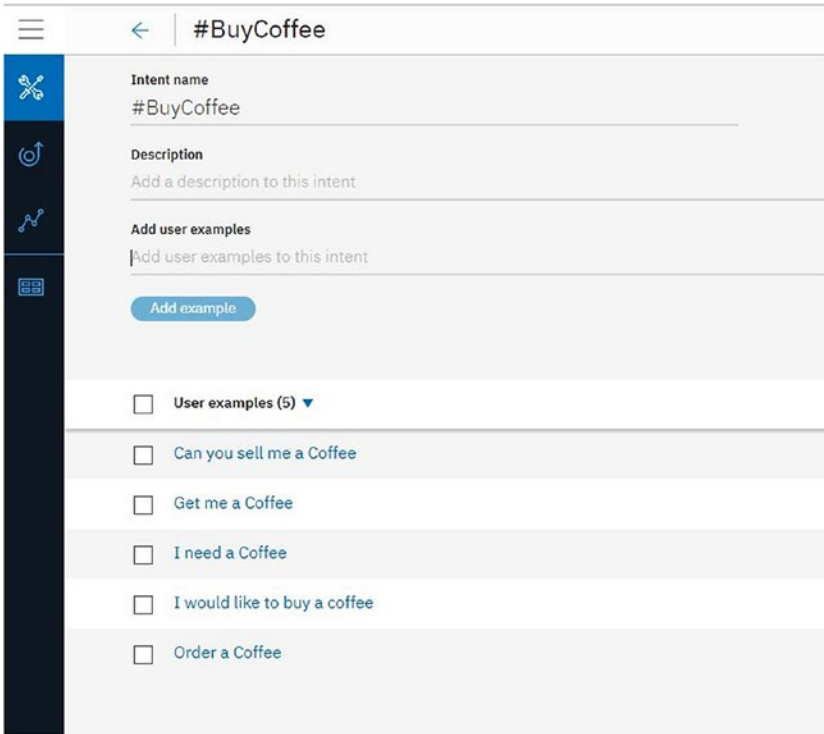 #BuyCoffee
Intent name
#BuyCoffee
Description
Add a description to this intent
Add user examples
Add user examples to this intent
Add example
User examples (5) ▼
Can you sell me a Coffee
Get me a Coffee
I need a Coffee
I would like to buy a coffee
Order a Coffee